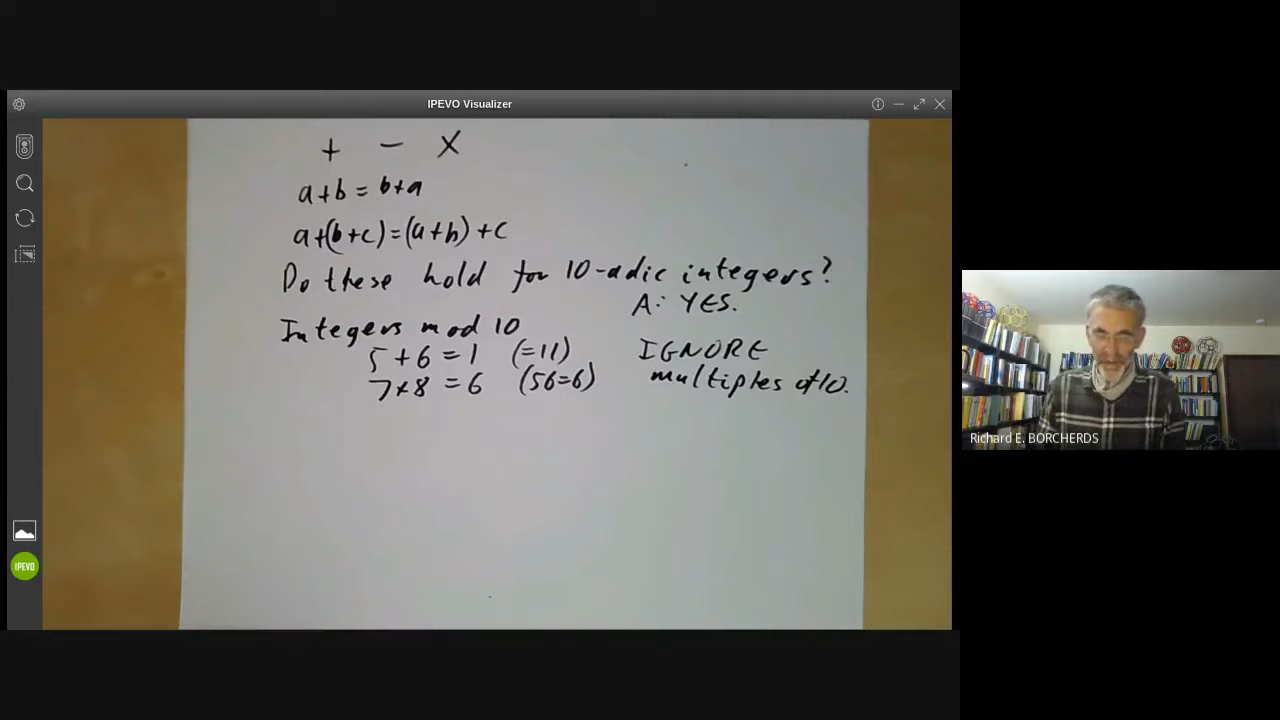 IPEVO Visualizer
+ − ×
a+b = b+a
a+(b+c)=(a+b)+c
Do these hold for 10-adic integers?
A: YES.
Integers mod 10
5+6=1 (=11)
7×8=6 (56=6)
IGNORE
multiples of 10.
IPEVO
Richard E. BORCHERDS